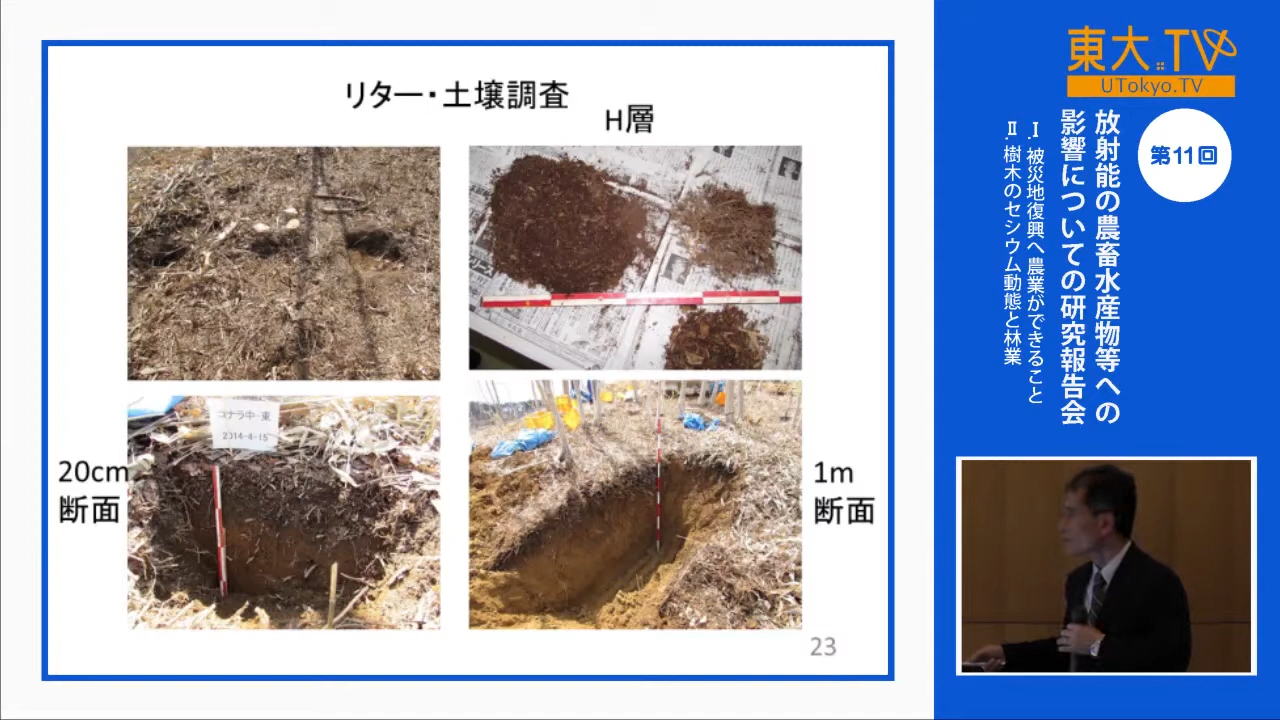 リター・土壌調査
H層
コナラ中-東
2014-4-15
20cm
断面
1m
断面
23
東大.TV
UTokyo.TV
第11回
放射能の農畜水産物等への
影響についての研究報告会
Ⅰ. 被災地復興へ農業ができること
Ⅱ. 樹木のセシウム動態と林業